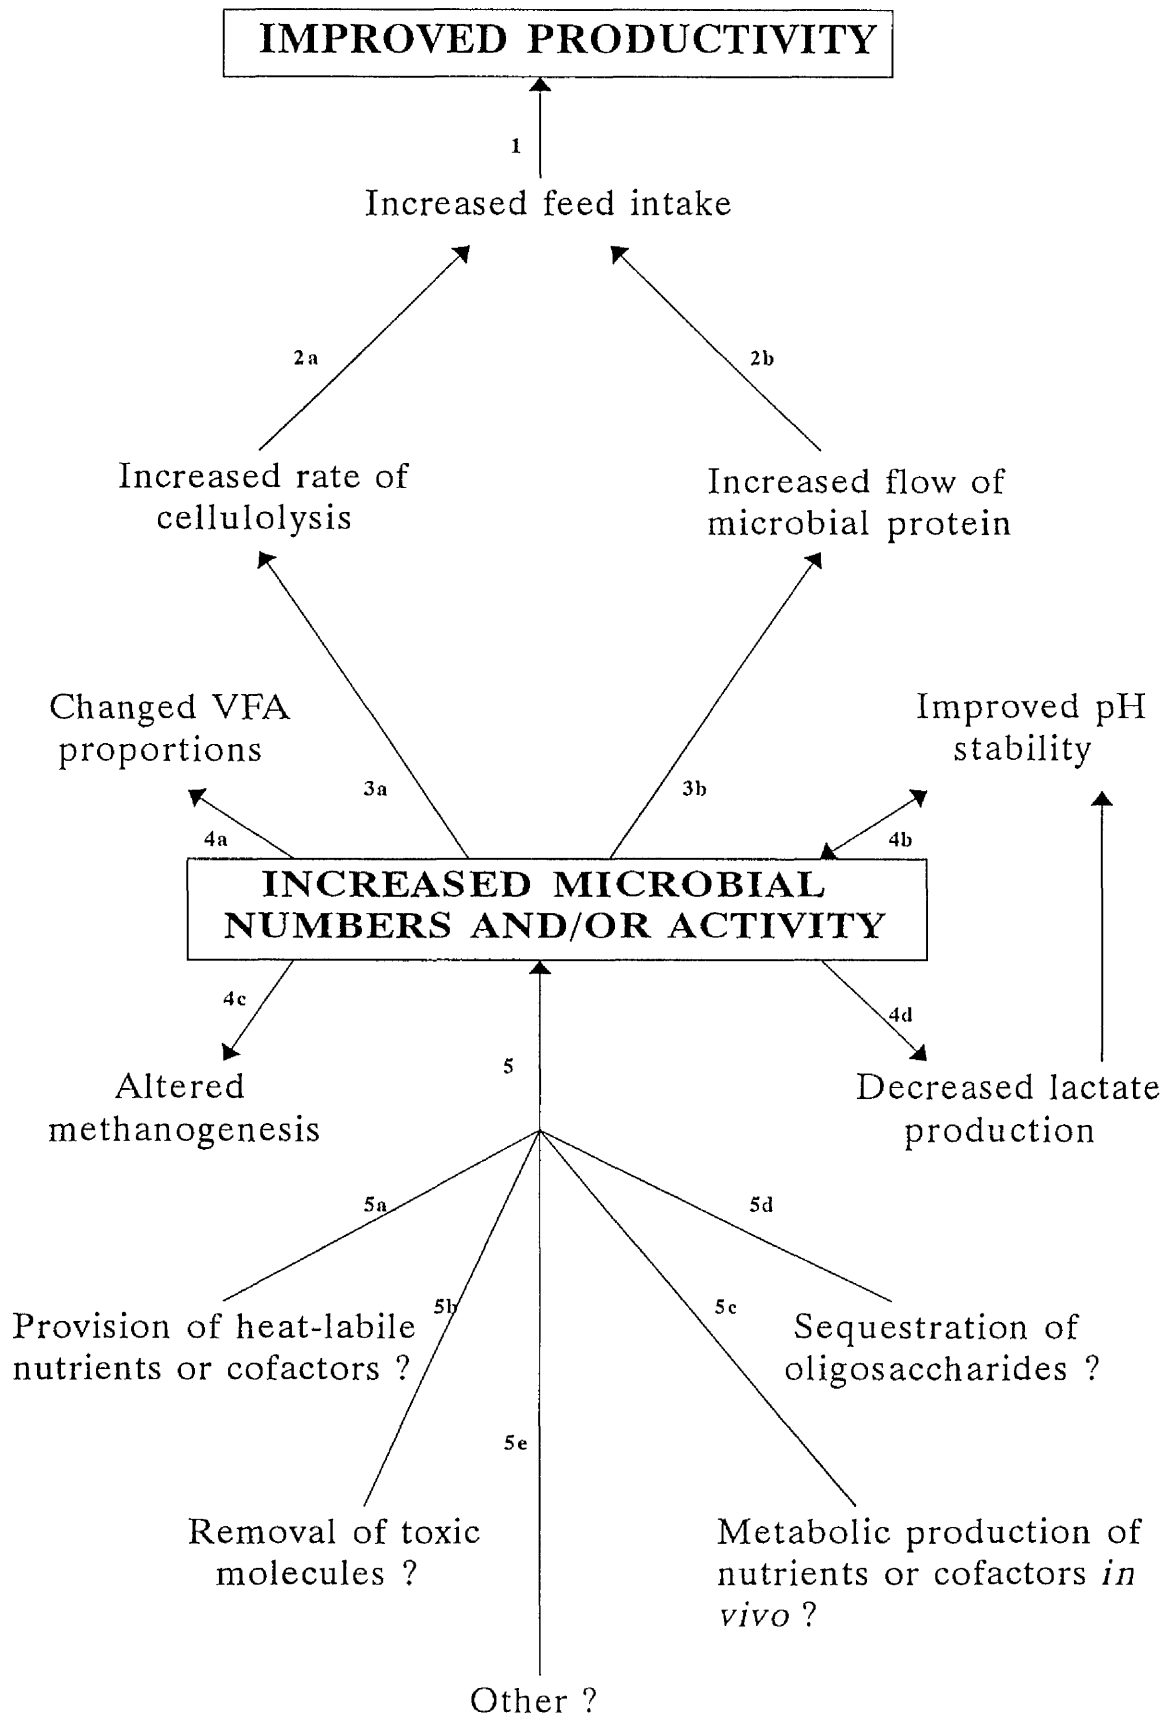 IMPROVED PRODUCTIVITY
1
Increased feed intake
2a
2b
Increased rate of
cellulolysis
Increased flow of
microbial protein
Changed VFA
proportions
Improved pH
stability
3a
3b
4a
4b
INCREASED MICROBIAL
NUMBERS AND/OR ACTIVITY
4c
4d
5
Altered
methanogenesis
Decreased lactate
production
5a
5d
5b
5c
Provision of heat-labile
nutrients or cofactors ?
Sequestration of
oligosaccharides ?
5e
Removal of toxic
molecules ?
Metabolic production of
nutrients or cofactors in
vivo ?
Other ?